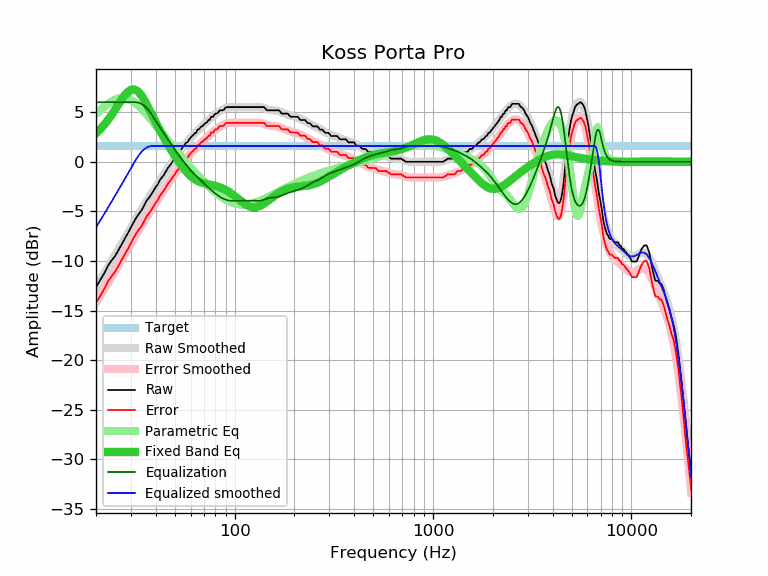 Koss Porta Pro
Amplitude (dBr)
5
0
−5
−10
−15
−20
−25
−30
−35
Target
Raw Smoothed
Error Smoothed
Raw
Error
Parametric Eq
Fixed Band Eq
Equalization
Equalized smoothed
100
1000
10000
Frequency (Hz)